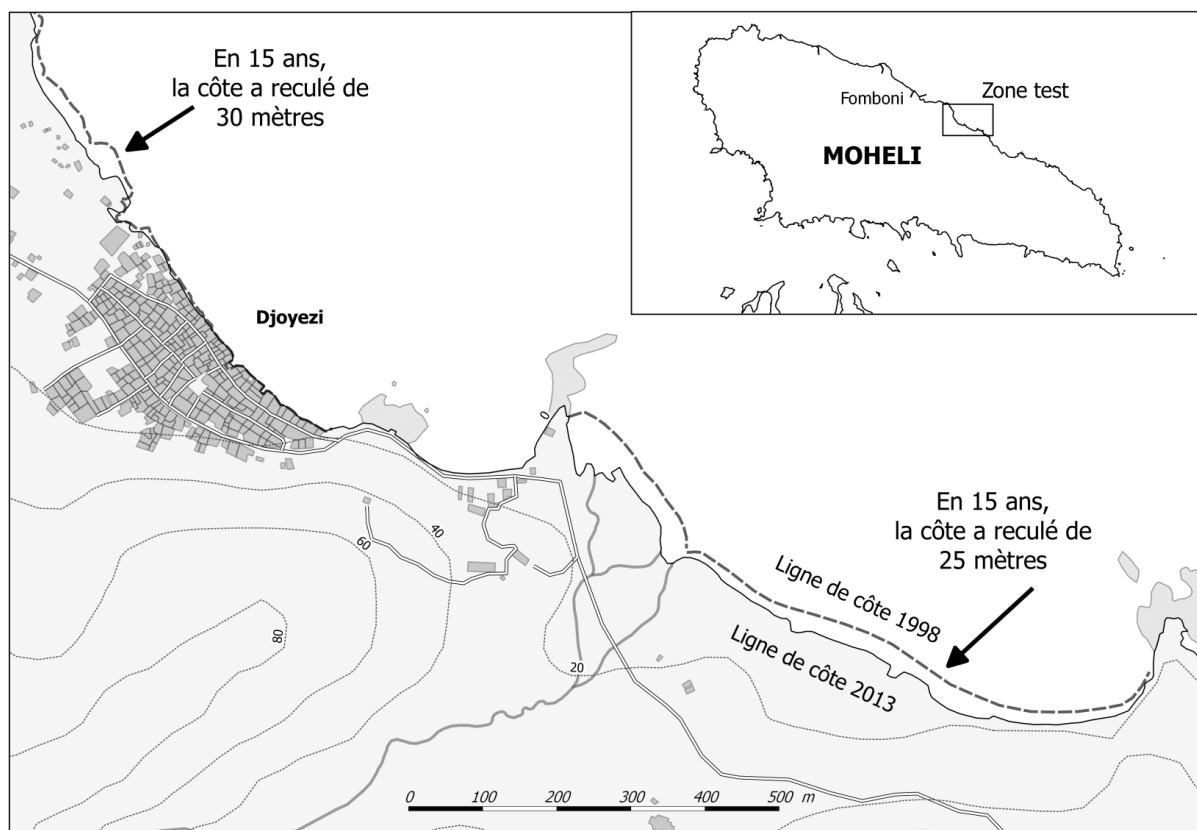 En 15 ans,
la côte a reculé de
30 mètres
Fomboni
Zone test
MOHELI
Djoyezi
0
40
60
80
20
En 15 ans,
la côte a reculé de
25 mètres
Ligne de côte 1998
Ligne de côte 2013
0 100 200 300 400 500 m